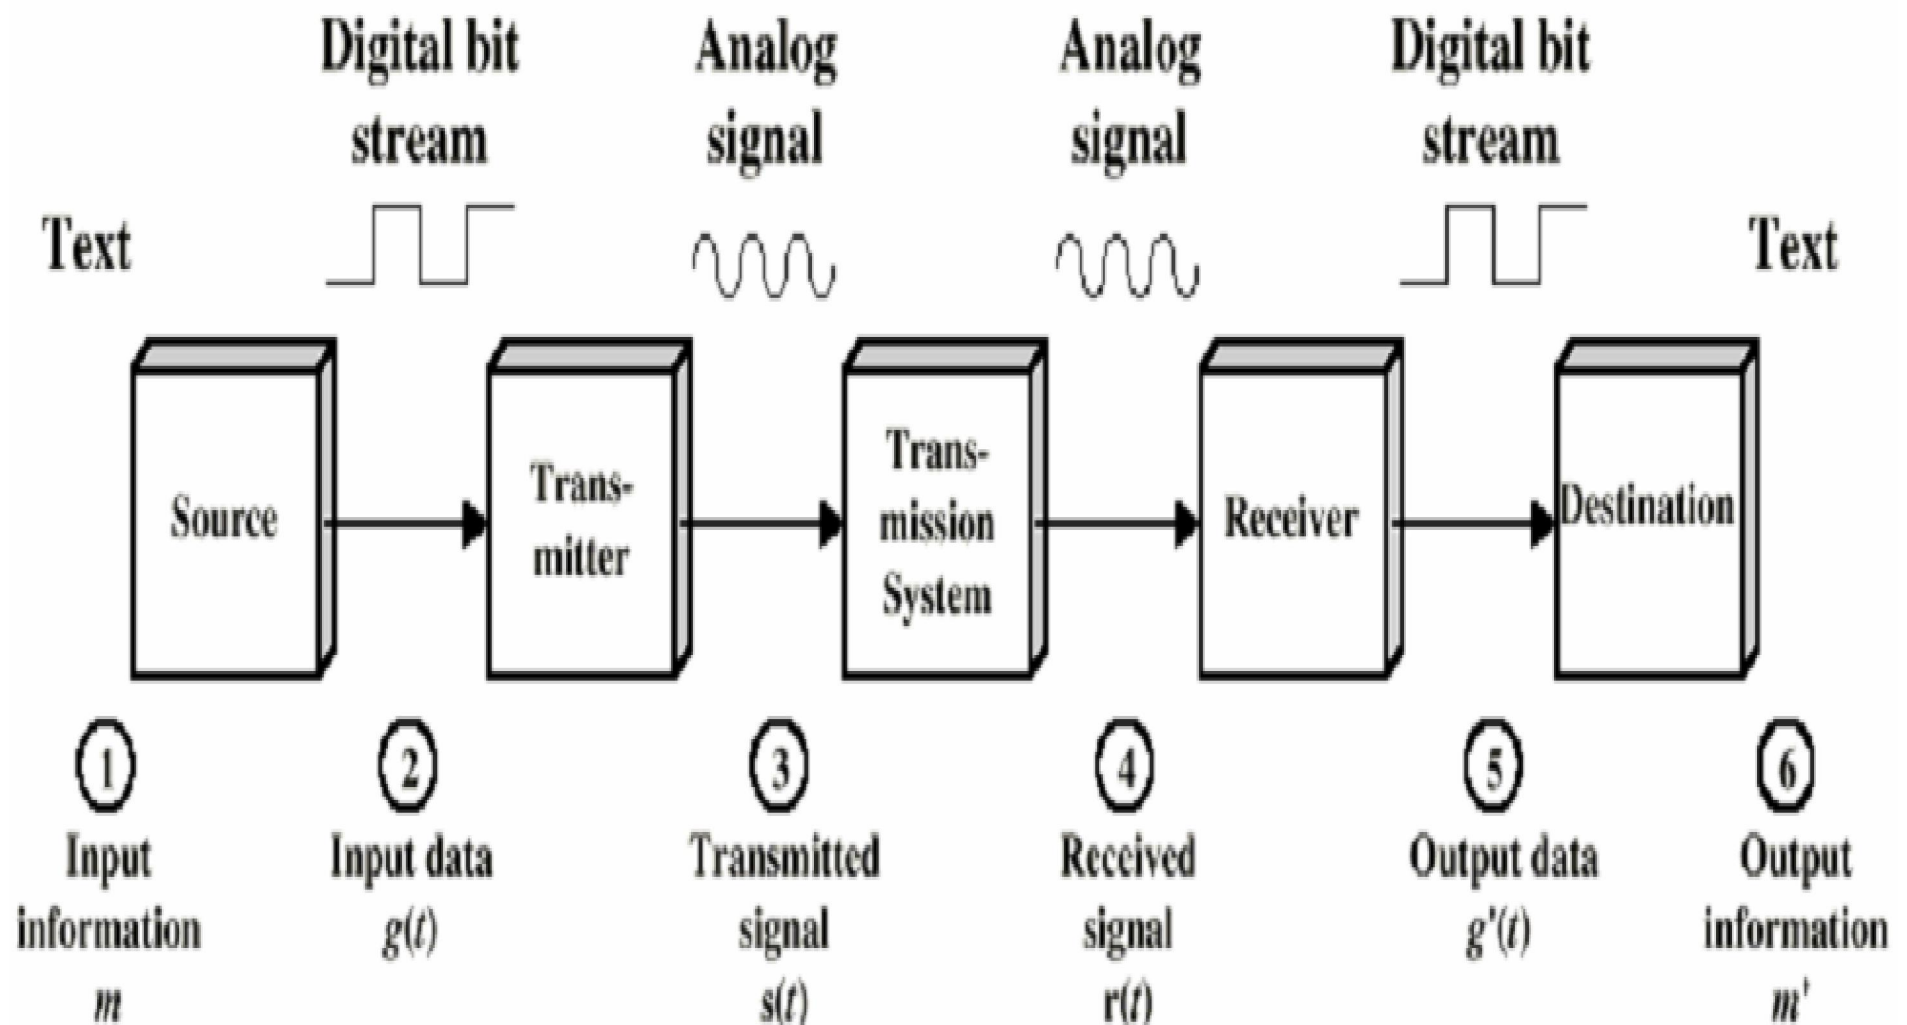 Digital bit
stream
Analog
signal
Analog
signal
Digital bit
stream
Text
Text
Source
Trans-
mitter
Trans-
mission
System
Receiver
Destination
1
Input
information
m
2
Input data
g(t)
3
Transmitted
signal
s(t)
4
Received
signal
r(t)
5
Output data
g'(t)
6
Output
information
m'